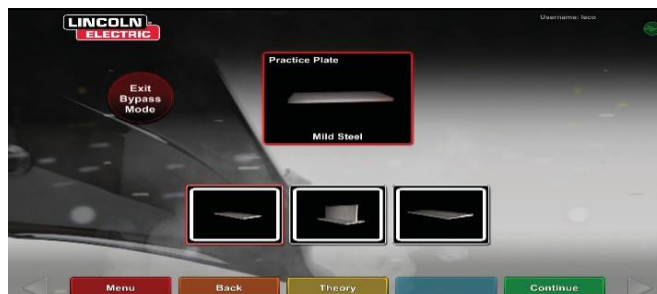 LINCOLN
ELECTRIC
Username: leco
Exit
Bypass
Mode
Practice Plate
Mild Steel
Menu
Back
Theory
Continue